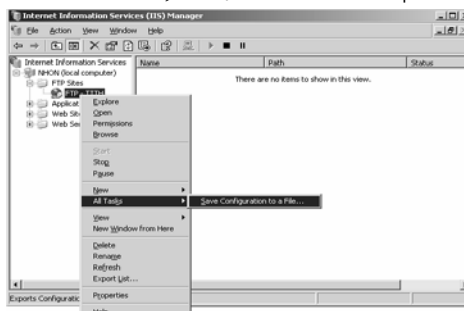 Internet Information Services (IIS) Manager
File Action View Window Help
Internet Information Services
NHON (local computer)
FTP Sites
Applicat
Web Sit
Web Ser
Name Path Status
There are no items to show in this view.
Explore
Open
Permissions
Browse
Start
Stop
Pause
New
All Tasks
Save Configuration to a File...
View
New Window from Here
Delete
Rename
Refresh
Export List...
Properties
Help
Exports Configuratio